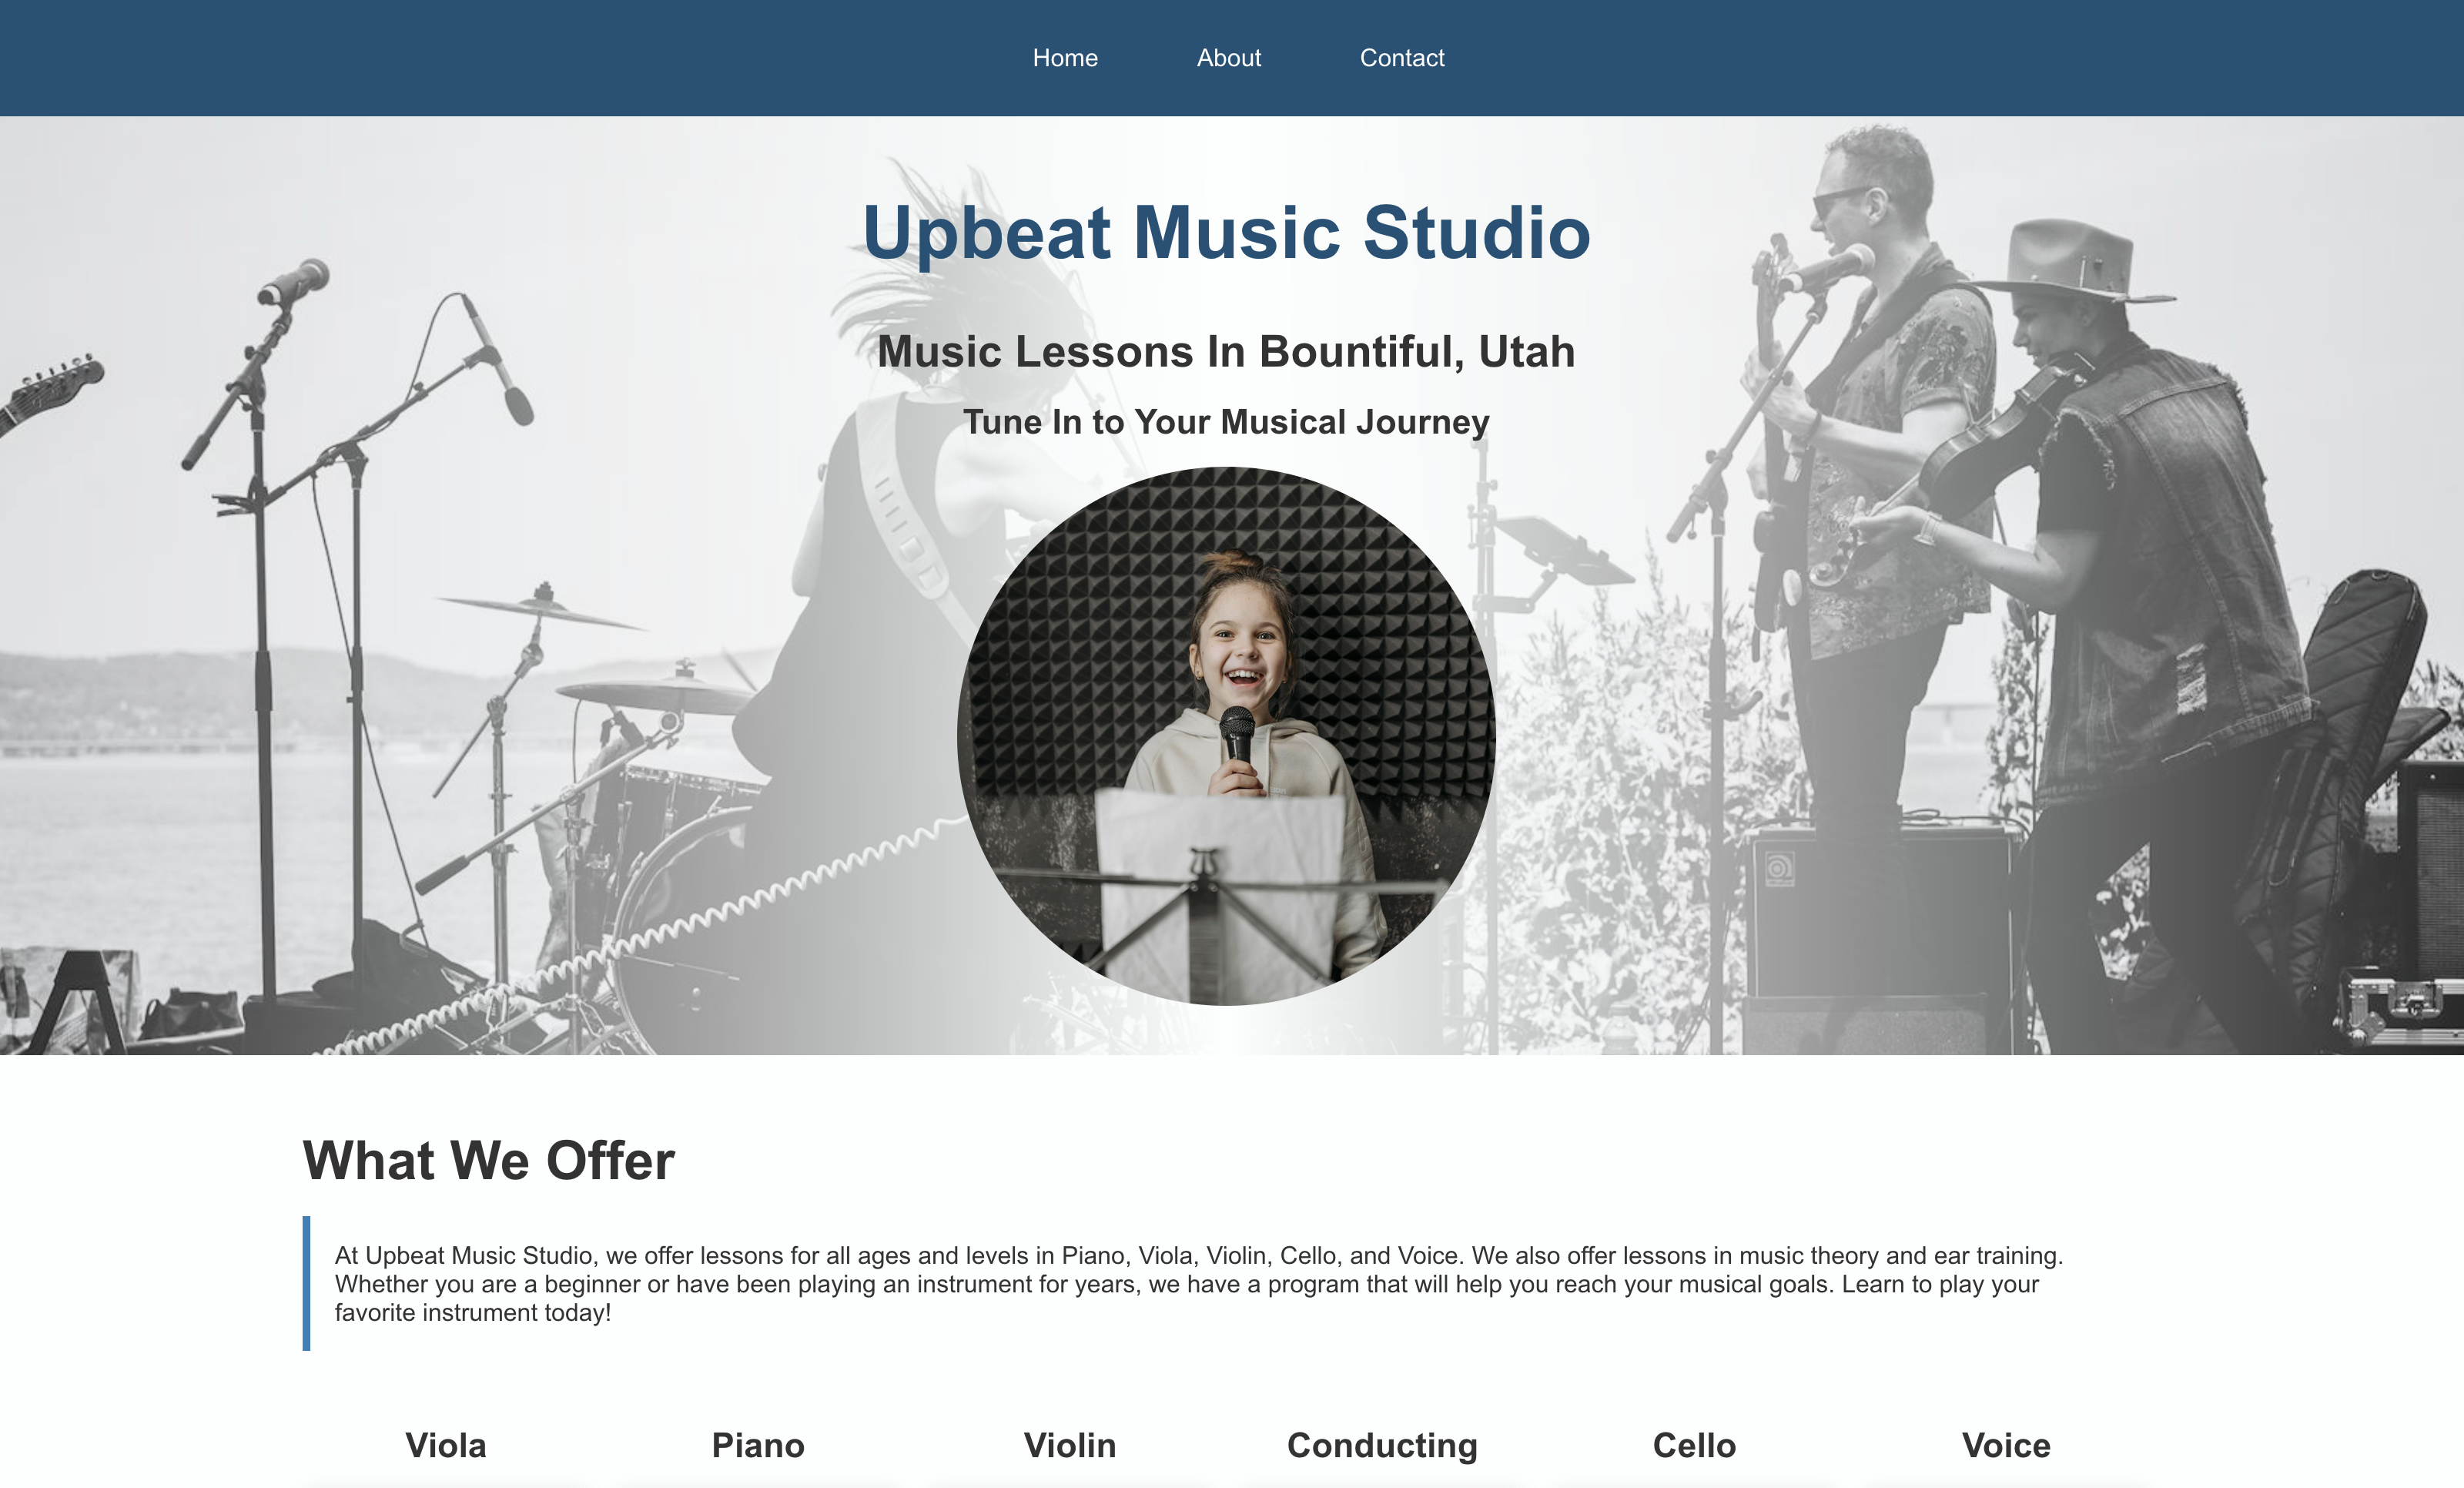 Home About Contact
Upbeat Music Studio
Music Lessons In Bountiful, Utah
Tune In to Your Musical Journey
What We Offer
At Upbeat Music Studio, we offer lessons for all ages and levels in Piano, Viola, Violin, Cello, and Voice. We also offer lessons in music theory and ear training.
Whether you are a beginner or have been playing an instrument for years, we have a program that will help you reach your musical goals. Learn to play your
favorite instrument today!
Viola Piano Violin Conducting Cello Voice